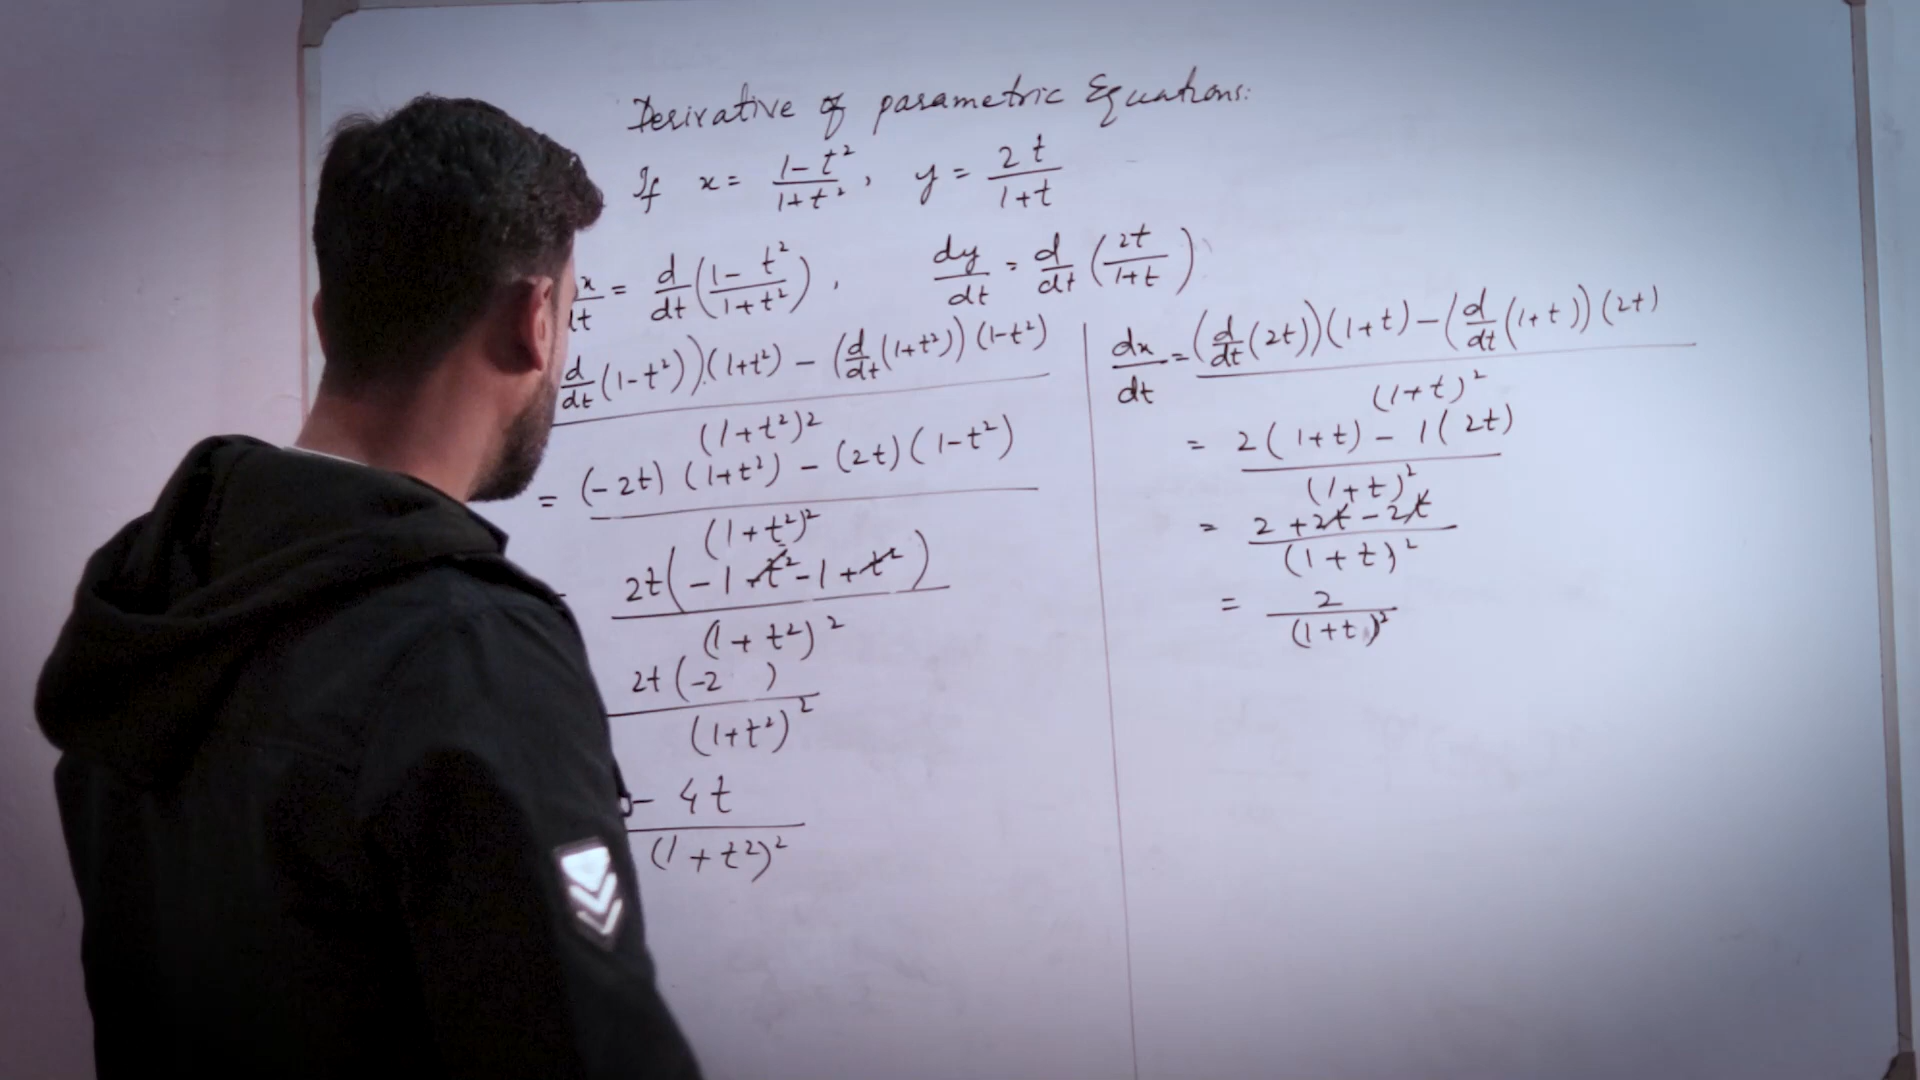 Derivative of parametric Equations:
If x = (1-t²)/(1+t²), y = 2t/(1+t)
x/dt = d/dt((1-t²)/(1+t²)), dy/dt = d/dt(2t/(1+t))
d/dt(1-t²))(1+t²) - (d/dt(1+t²))(1-t²) / (1+t²)²
= (-2t)(1+t²) - (2t)(1-t²) / (1+t²)²
2t(-1-t²-1+t²) / (1+t²)²
2t(-2 ) / (1+t²)²
-4t / (1+t²)²
dx/dt = (d/dt(2t))(1+t) - (d/dt(1+t))(2t) / (1+t)²
= 2(1+t) - 1(2t) / (1+t)²
= 2+2t-2t / (1+t)²
= 2 / (1+t)²